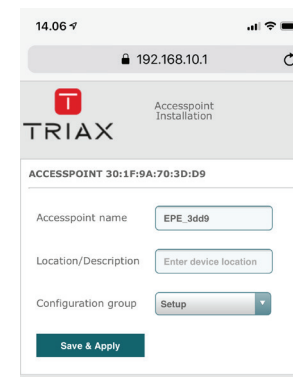 14.06
192.168.10.1
TRIAX
Accesspoint
Installation
ACCESSPOINT 30:1F:9A:70:3D:D9
Accesspoint name
EPE_3dd9
Location/Description
Enter device location
Configuration group
Setup
Save & Apply